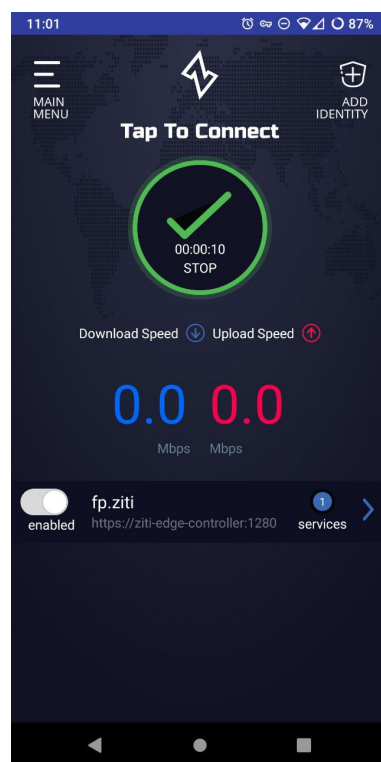 11:01
87%
MAIN
MENU
ADD
IDENTITY
Tap To Connect
00:00:10
STOP
Download Speed Upload Speed
0.0 0.0
Mbps Mbps
fp.ziti
1
enabled https://ziti-edge-controller:1280 services